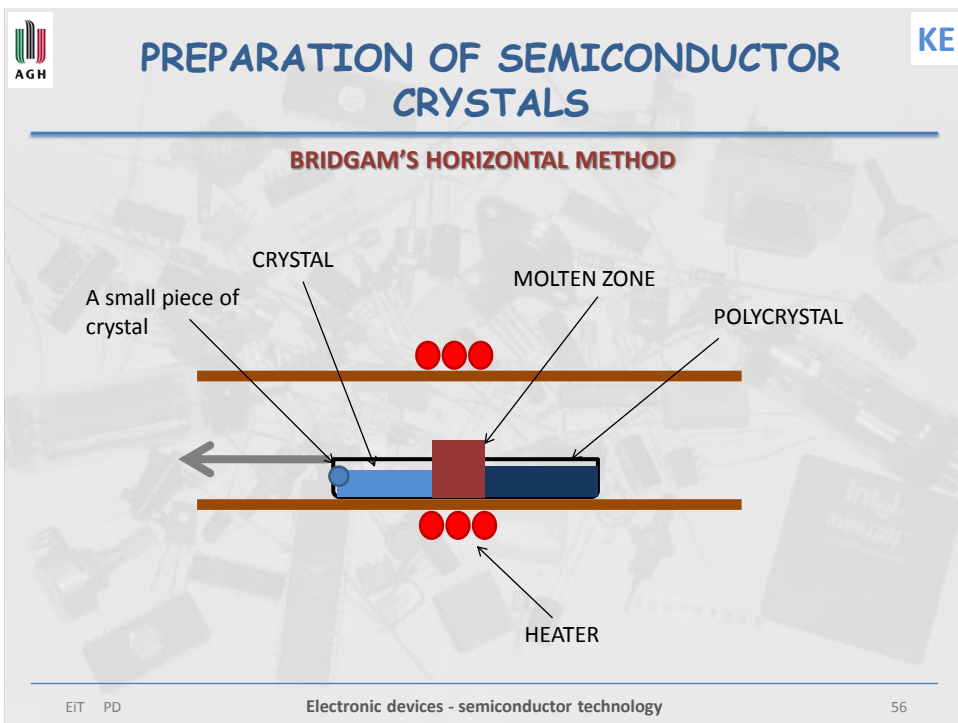 AGH
KE
PREPARATION OF SEMICONDUCTOR
CRYSTALS
BRIDGAM'S HORIZONTAL METHOD
CRYSTAL
MOLTEN ZONE
A small piece of
crystal
POLYCRYSTAL
HEATER
EiT PD
Electronic devices - semiconductor technology
56